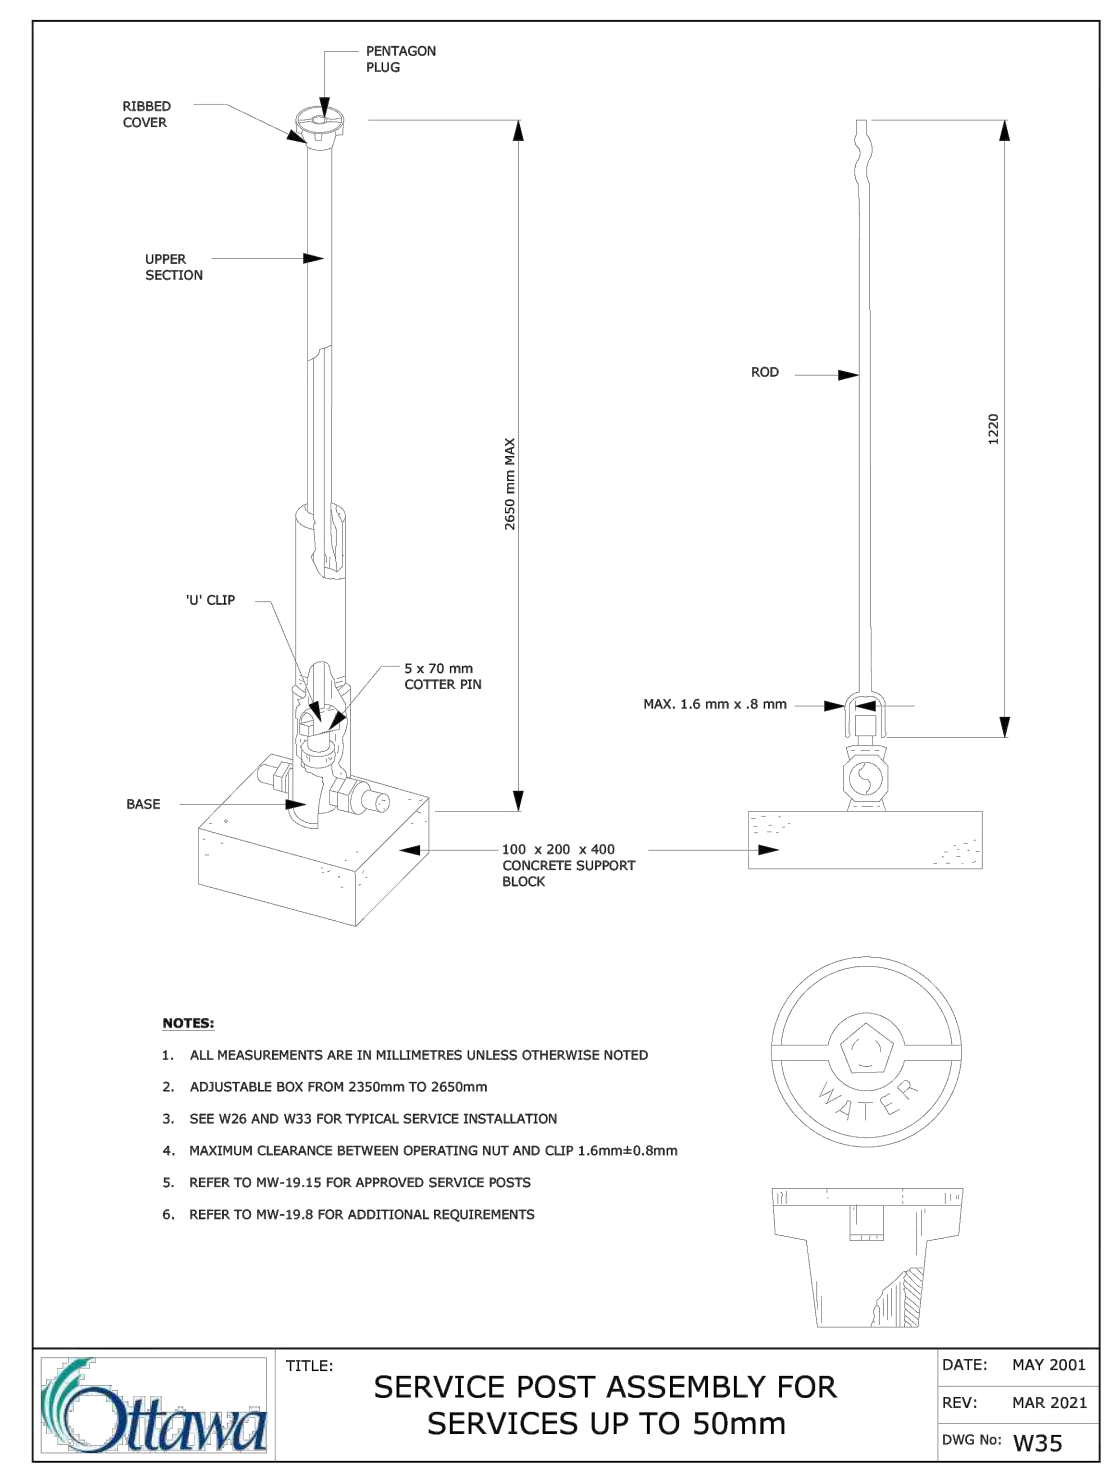 PENTAGON
PLUG
RIBBED
COVER
UPPER
SECTION
ROD
2650 mm MAX
1220
'U' CLIP
5 x 70 mm
COTTER PIN
MAX. 1.6 mm x .8 mm
BASE
100 x 200 x 400
CONCRETE SUPPORT
BLOCK
WATER
NOTES:
1. ALL MEASUREMENTS ARE IN MILLIMETRES UNLESS OTHERWISE NOTED
2. ADJUSTABLE BOX FROM 2350mm TO 2650mm
3. SEE W26 AND W33 FOR TYPICAL SERVICE INSTALLATION
4. MAXIMUM CLEARANCE BETWEEN OPERATING NUT AND CLIP 1.6mm±0.8mm
5. REFER TO MW-19.15 FOR APPROVED SERVICE POSTS
6. REFER TO MW-19.8 FOR ADDITIONAL REQUIREMENTS
Ottawa
TITLE:
SERVICE POST ASSEMBLY FOR
SERVICES UP TO 50mm
DATE: MAY 2001
REV: MAR 2021
DWG No: W35